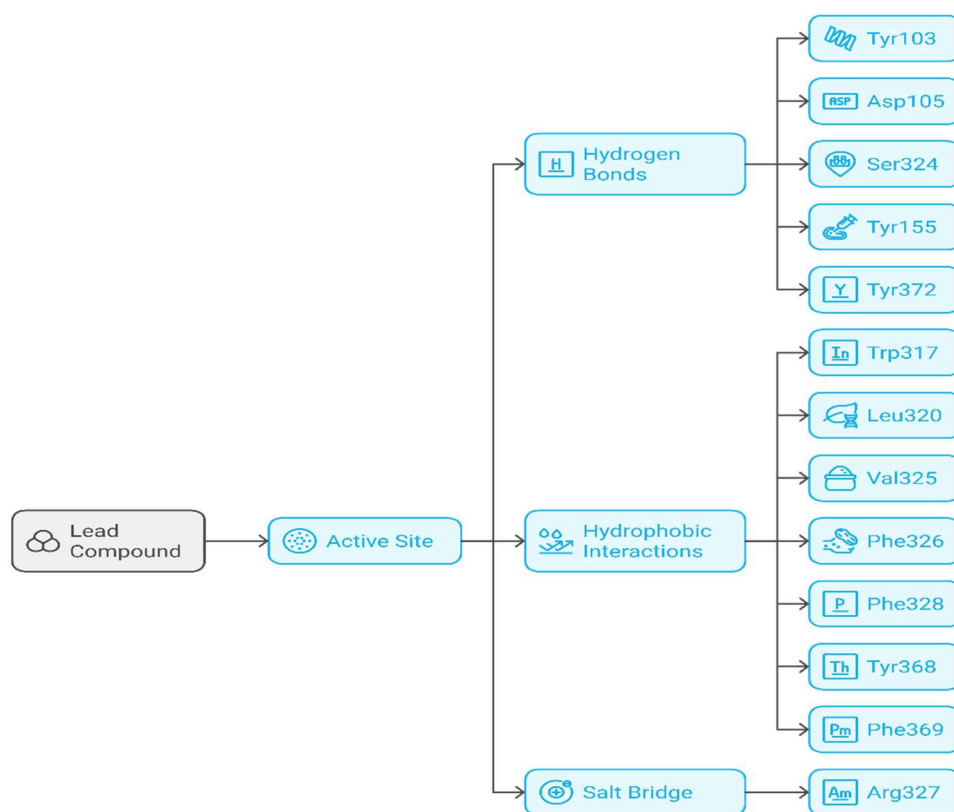 Tyr103
ASP Asp105
H Hydrogen
Bonds
Ser324
Tyr155
Y Tyr372
In Trp317
Leu320
Val325
Lead
Compound
Active Site
Hydrophobic
Interactions
Phe326
P Phe328
Th Tyr368
Pm Phe369
Salt Bridge
Am Arg327